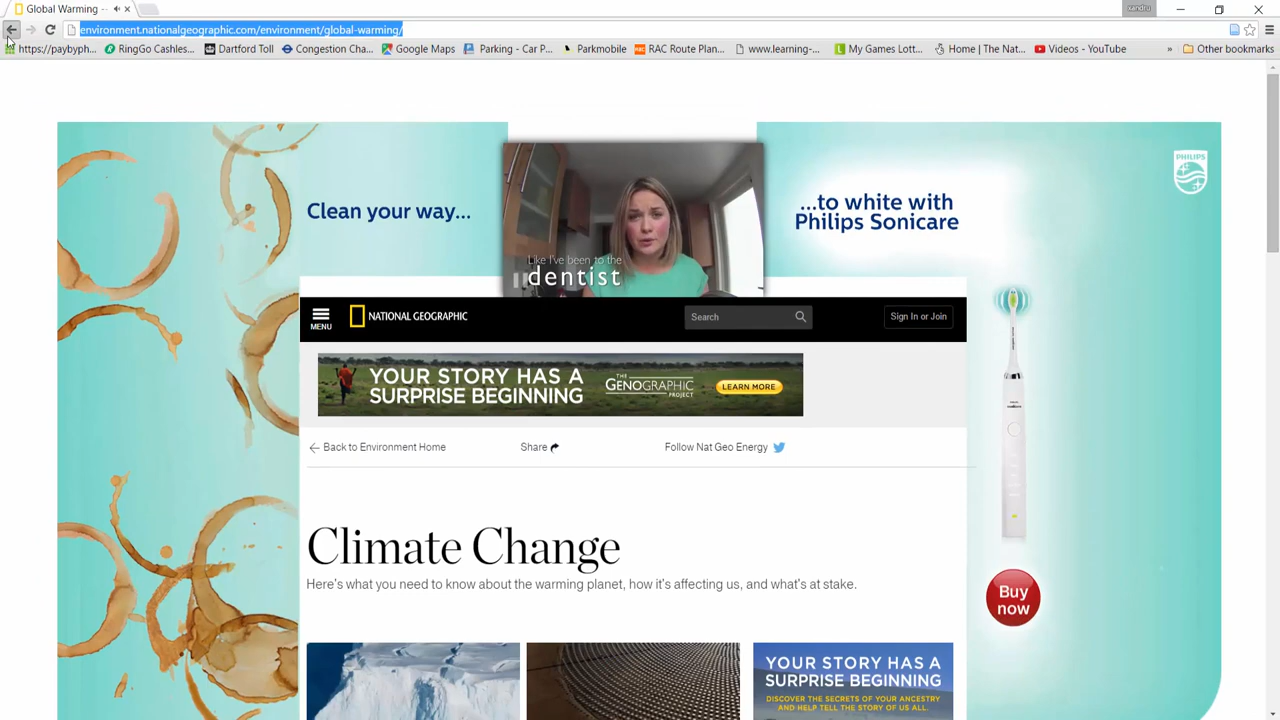 Global Warming -
xandru
environment.nationalgeographic.com/environment/global-warming/
https://paybyph...
RingGo Cashles...
Dartford Toll
Congestion Cha...
Google Maps
Parking - Car P...
Parkmobile
RAC Route Plan...
www.learning-...
My Games Lott...
Home | The Nat...
Videos - YouTube
»
Other bookmarks
PHILIPS
Clean your way...
...to white with
Philips Sonicare
Like I've been to the
dentist
MENU
NATIONAL GEOGRAPHIC
Search
Sign In or Join
YOUR STORY HAS A
SURPRISE BEGINNING
THE
GENOGRAPHIC
PROJECT
LEARN MORE
Back to Environment Home
Share
Follow Nat Geo Energy
Climate Change
Here's what you need to know about the warming planet, how it's affecting us, and what's at stake.
Buy
now
YOUR STORY HAS A
SURPRISE BEGINNING
DISCOVER THE SECRETS OF YOUR ANCESTRY
AND HELP TELL THE STORY OF US ALL.